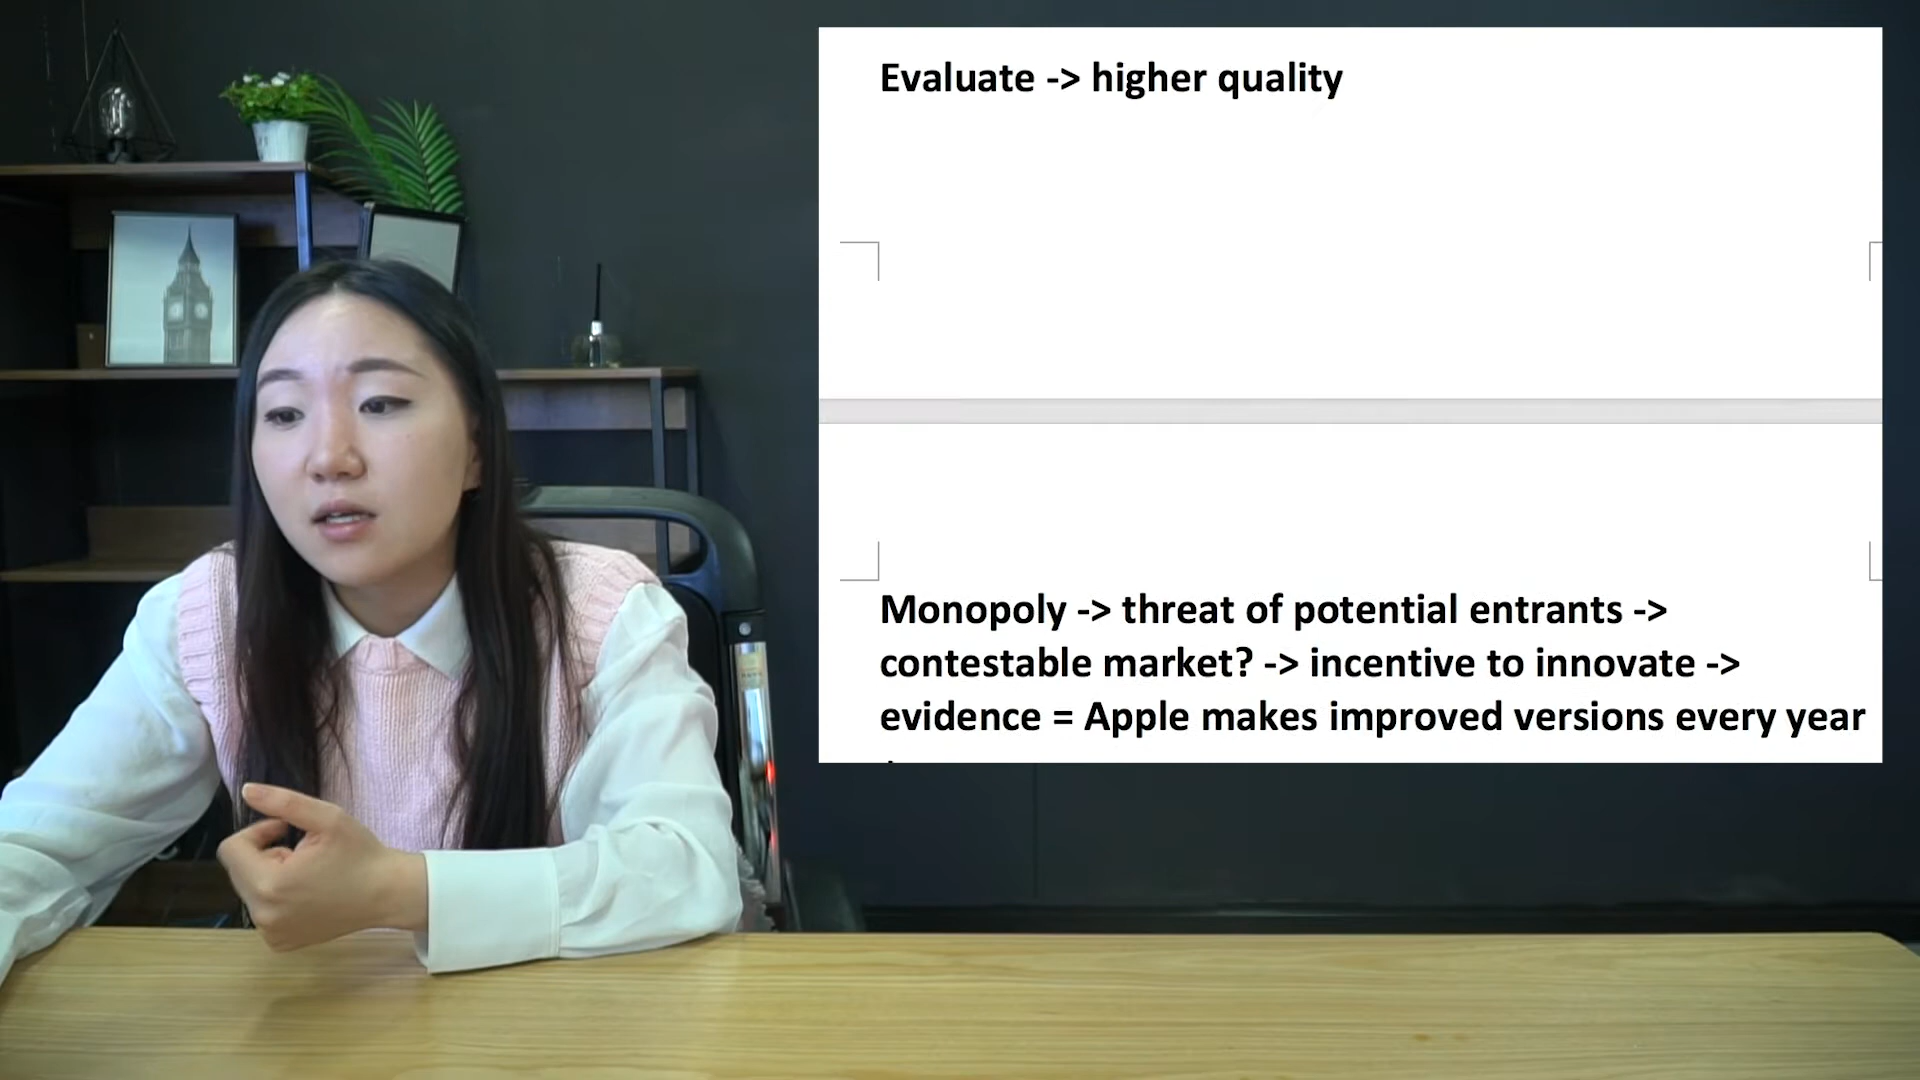 Evaluate -> higher quality
Monopoly -> threat of potential entrants ->
contestable market? -> incentive to innovate ->
evidence = Apple makes improved versions every year